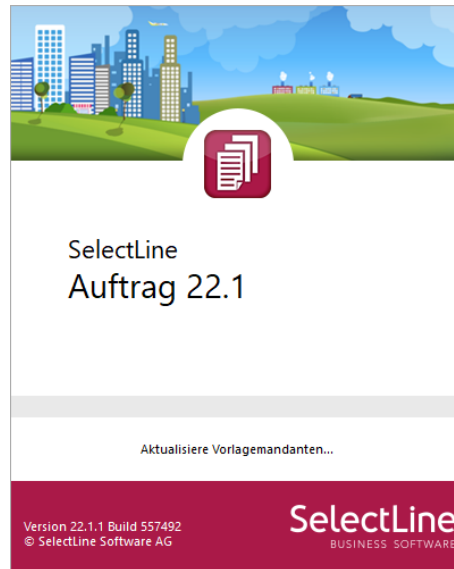 SelectLine
Auftrag 22.1
Aktualisiere Vorlagemandanten...
Version 22.1.1 Build 557492
© SelectLine Software AG
SelectLine
BUSINESS SOFTWARE